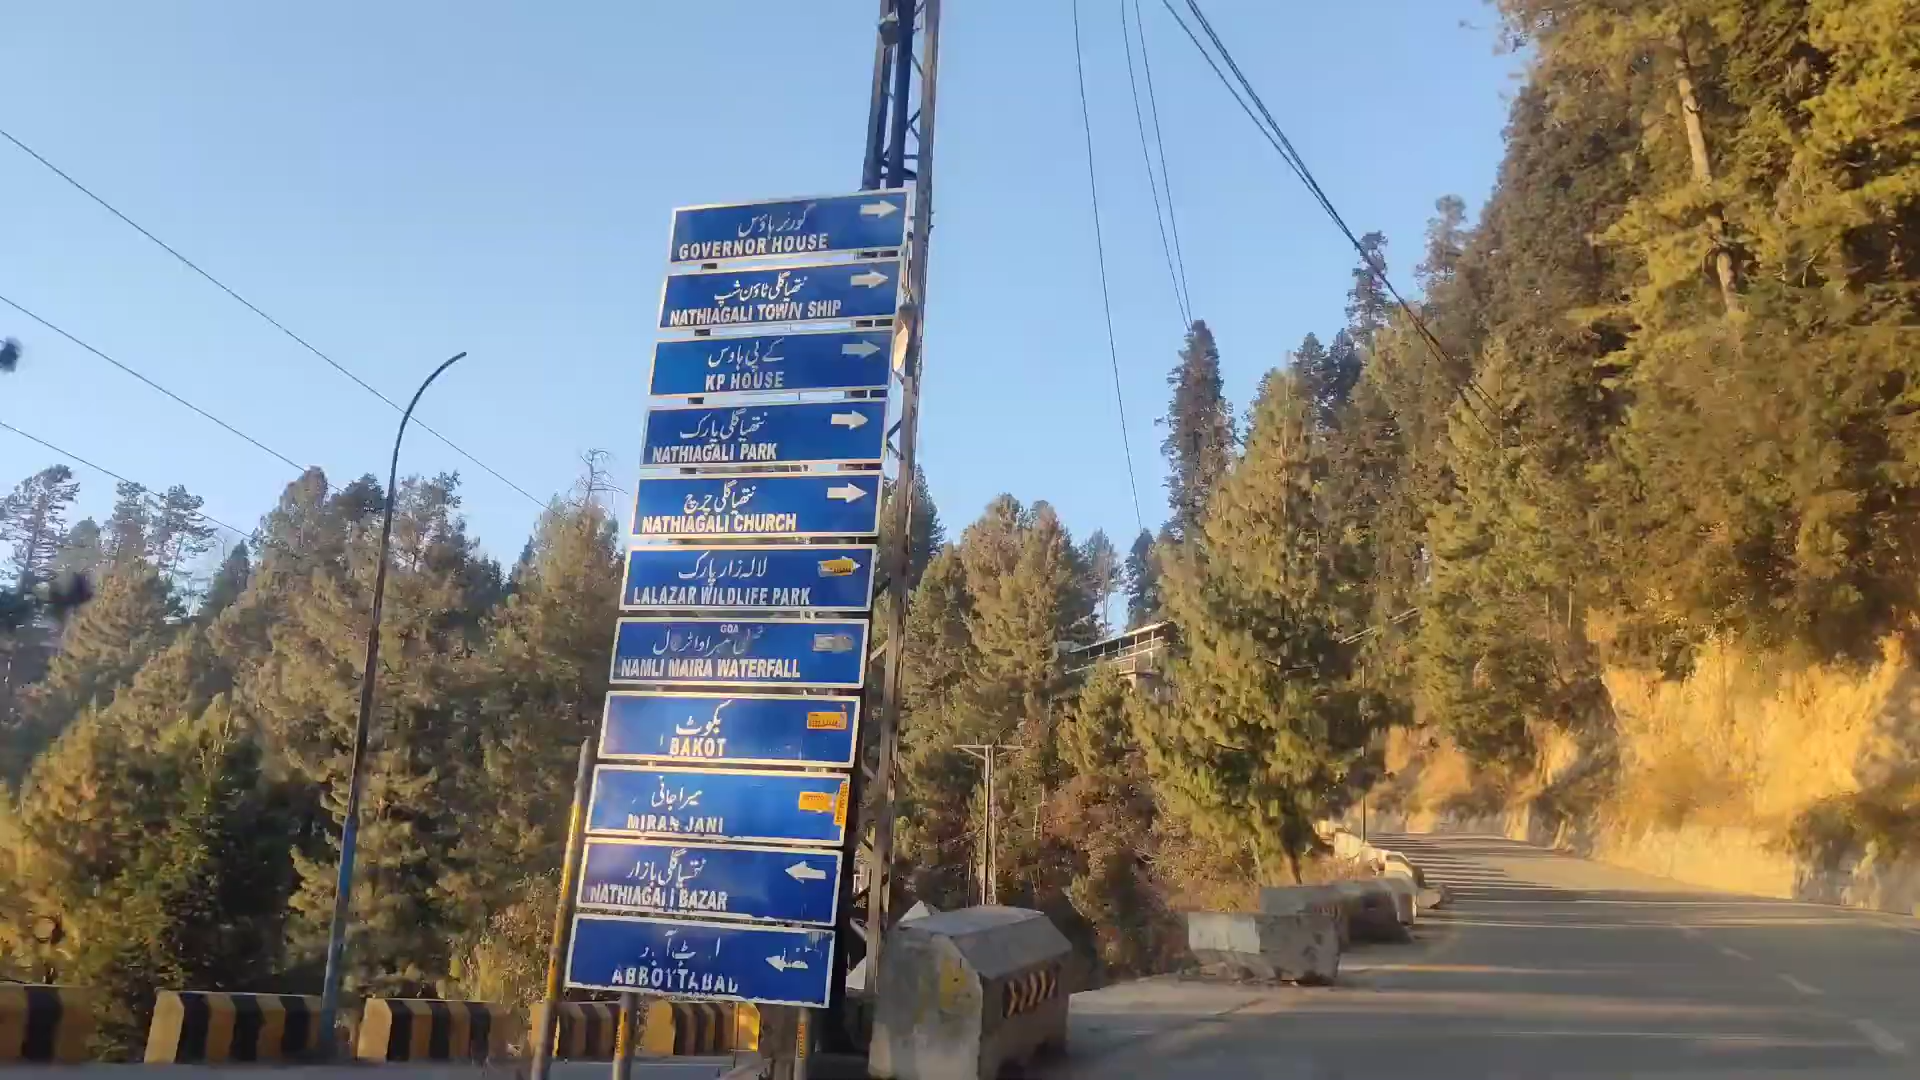 گورنر ہاؤس
GOVERNOR HOUSE
نتھیاگلی ٹاؤن شپ
NATHIAGALI TOWN SHIP
کے پی ہاوس
KP HOUSE
نتھیاگلی پارک
NATHIAGALI PARK
نتھیاگلی چرچ
NATHIAGALI CHURCH
لالہ زار پارک
LALAZAR WILDLIFE PARK
GDA
NAMLI MAIRA WATERFALL
بکوٹ
BAKOT
میراجانی
MIRAN JANI
نتھیاگلی بازار
NATHIAGALI BAZAR
ABBOTTABAD